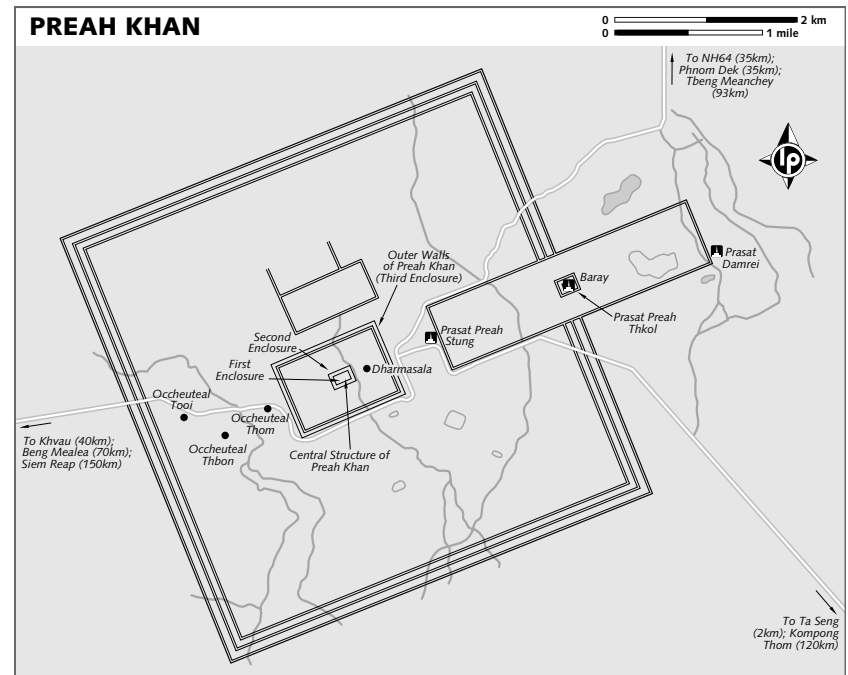 PREAH KHAN
0 2 km
0 1 mile
To NH64 (35km);
Phnom Dek (35km);
Tbeng Meanchey
(93km)
lp
Outer Walls
of Preah Khan
(Third Enclosure)
Baray
Prasat
Damrei
Prasat Preah
Thkol
Prasat Preah
Stung
Second
Enclosure
First
Enclosure
Dharmasala
Occheuteal
Tooi
Occheuteal
Thom
Occheuteal
Thbon
Central Structure of
Preah Khan
To Khvau (40km);
Beng Mealea (70km);
Siem Reap (150km)
To Ta Seng
(2km); Kompong
Thom (120km)